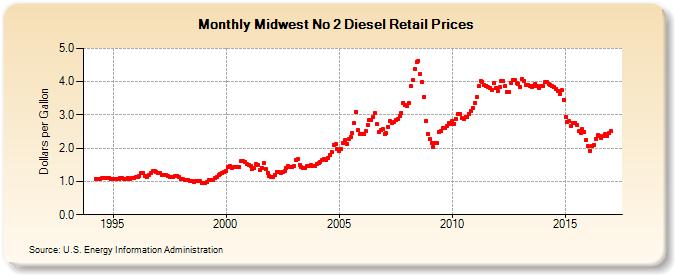 Monthly Midwest No 2 Diesel Retail Prices
Dollars per Gallon
5.0
4.0
3.0
2.0
1.0
0.0
1995 2000 2005 2010 2015
Source: U.S. Energy Information Administration